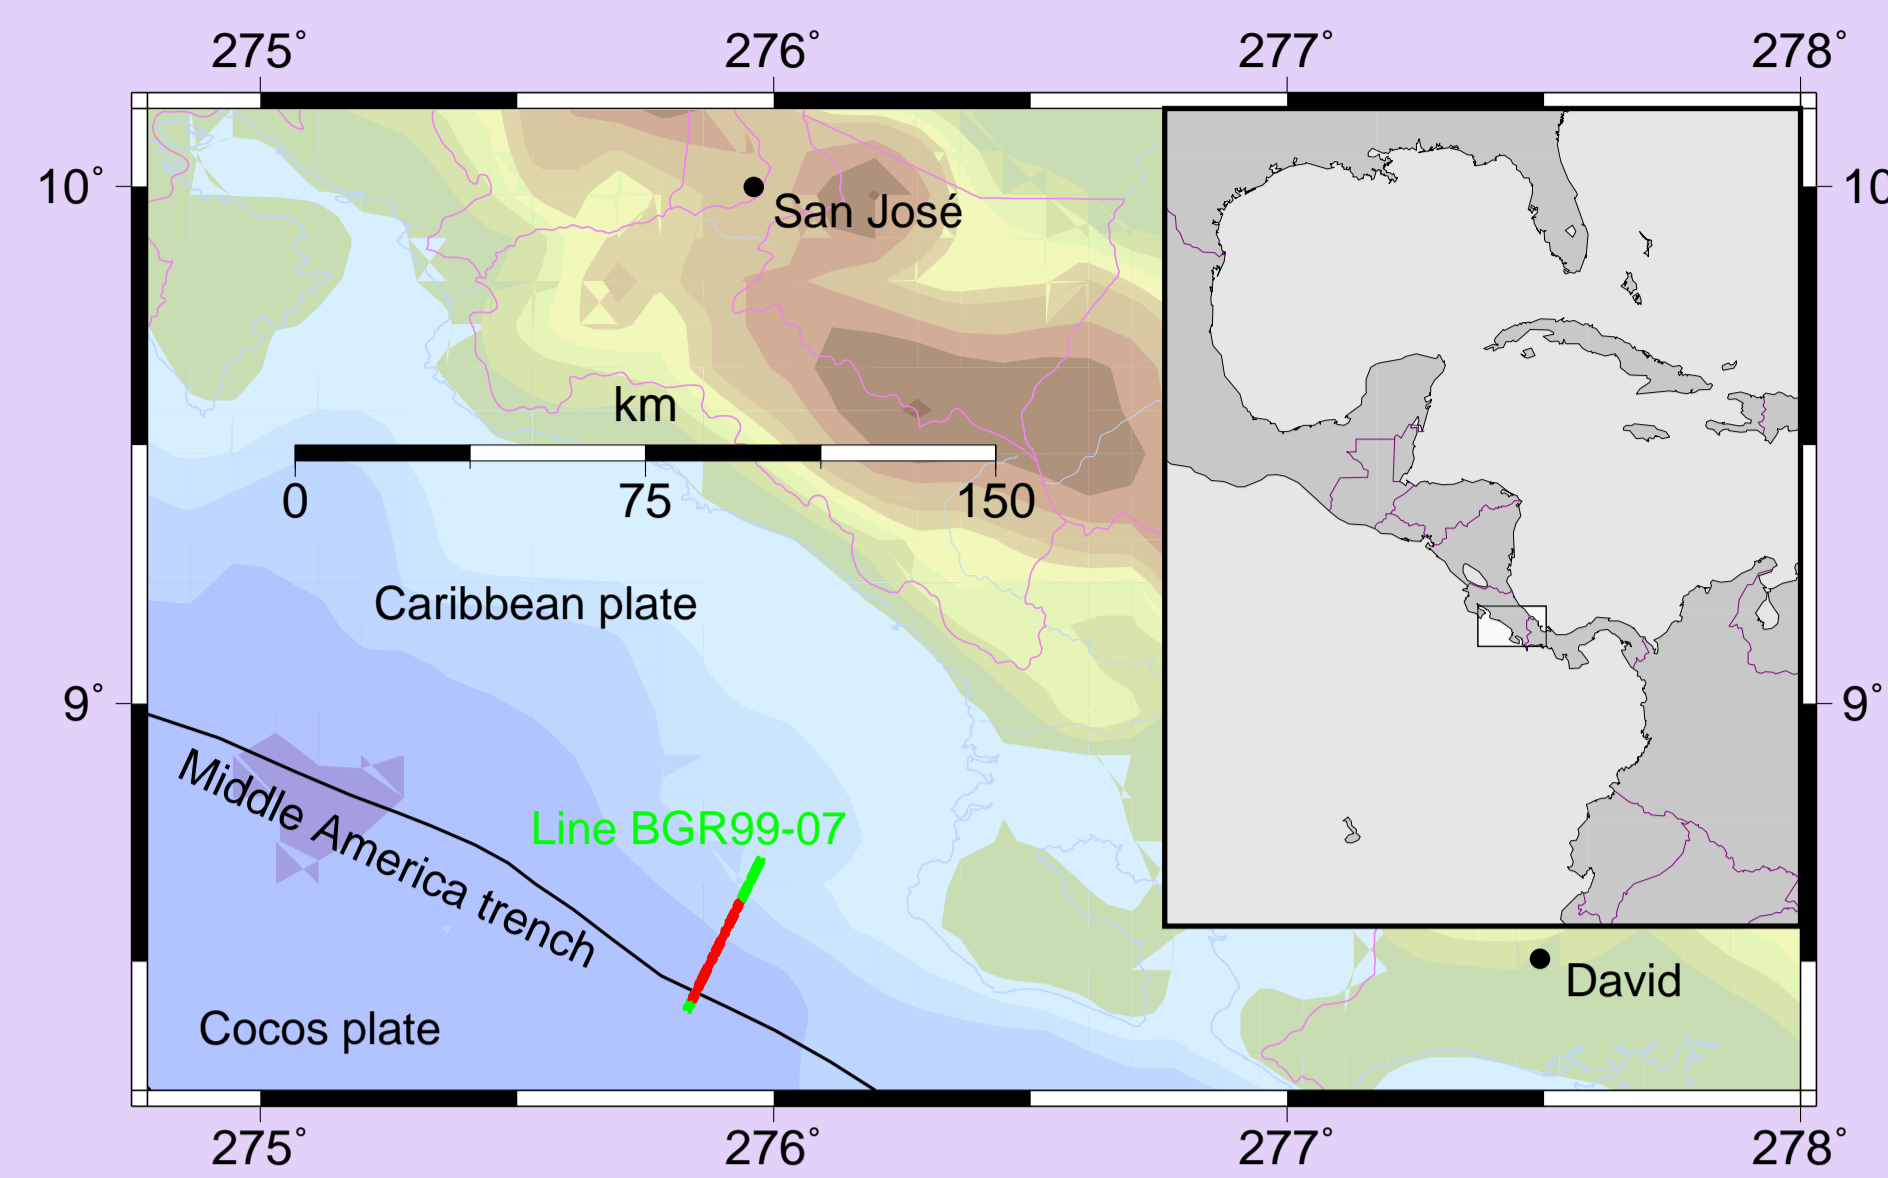 275° 276° 277° 278°
10° 10
San José
km
0 75 150
Caribbean plate
9° 9°
Middle America trench
Line BGR99-07
David
Cocos plate
275° 276° 277° 278°